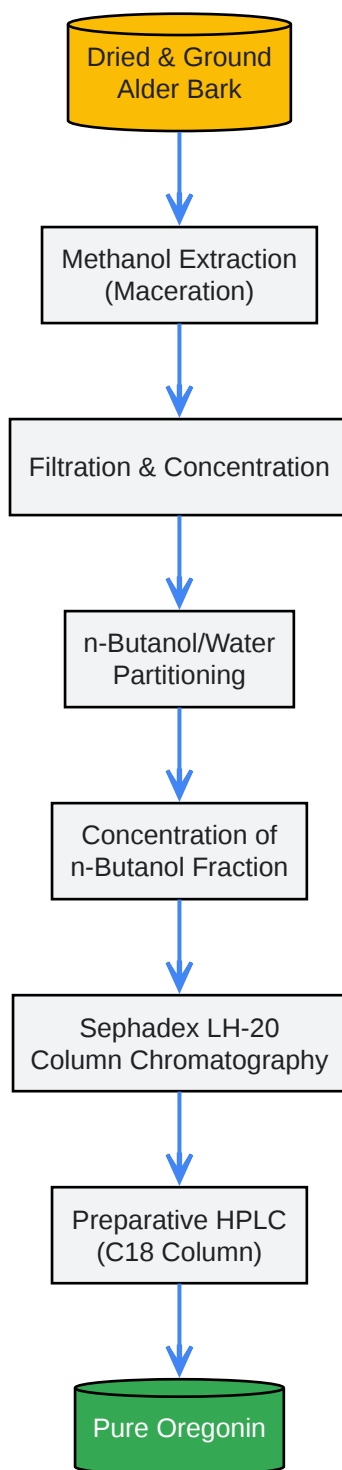 Dried & Ground
Alder Bark
Methanol Extraction
(Maceration)
Filtration & Concentration
n-Butanol/Water
Partitioning
Concentration of
n-Butanol Fraction
Sephadex LH-20
Column Chromatography
Preparative HPLC
(C18 Column)
Pure Oregonin